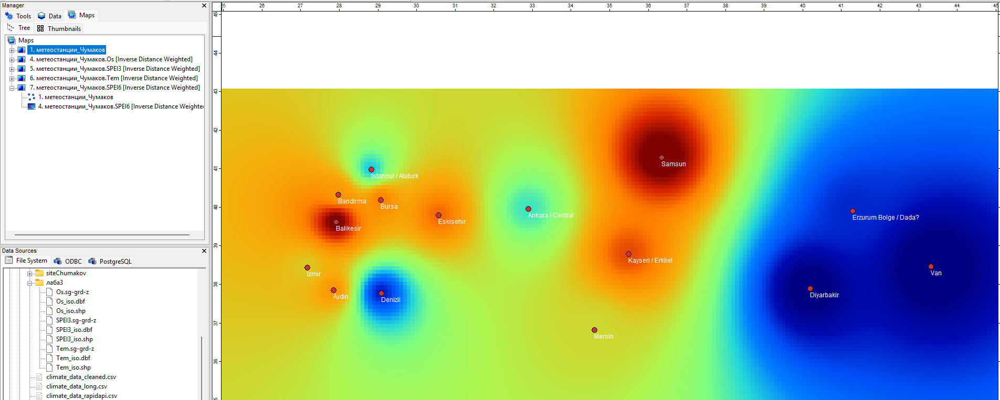 Manager
Tools Data Maps
Tree Thumbnails
Maps
1. метеостанции_Чумаков
4. метеостанции_Чумаков.Os [Inverse Distance Weighted]
5. метеостанции_Чумаков.SPEI3 [Inverse Distance Weighted]
6. метеостанции_Чумаков.Tem [Inverse Distance Weighted]
7. метеостанции_Чумаков.SPEI6 [Inverse Distance Weighted]
1. метеостанции_Чумаков
4. метеостанции_Чумаков.SPEI6 [Inverse Distance Weighte
Data Sources
File System ODBC PostgreSQL
siteChumakov
лаба3
Os.sg-grd-z
Os_iso.dbf
Os_iso.shp
SPEI3.sg-grd-z
SPEI3_iso.dbf
SPEI3_iso.shp
Tem.sg-grd-z
Tem_iso.dbf
Tem_iso.shp
climate_data_cleaned.csv
climate_data_long.csv
climate_data_rapidapi.csv
26 27 28 29 30 31 32 33 34 35 36 37 38 39 40 41 42 43 44 45
45
44
43
42
41
40
39
38
37
36
Samsun
Istanbul / Ataturk
Bandirma
Bursa
Ankara / Central
Erzurum Bolge / Dada?
Eskisehir
Balikesir
Kayseri / Erkilet
Izmir
Van
Aydin
Denizli
Diyarbakir
Mersin